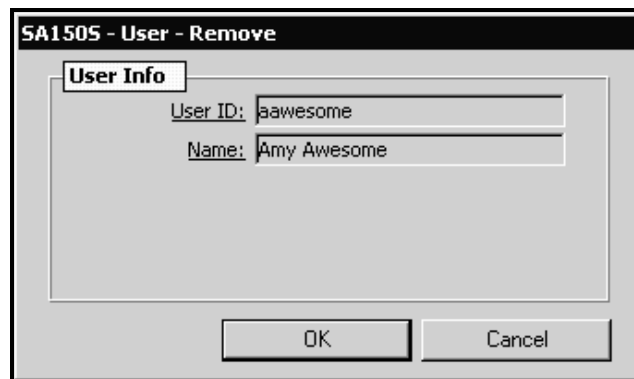 SA150S - User - Remove
User Info
User ID: aawesome
Name: Amy Awesome
OK Cancel